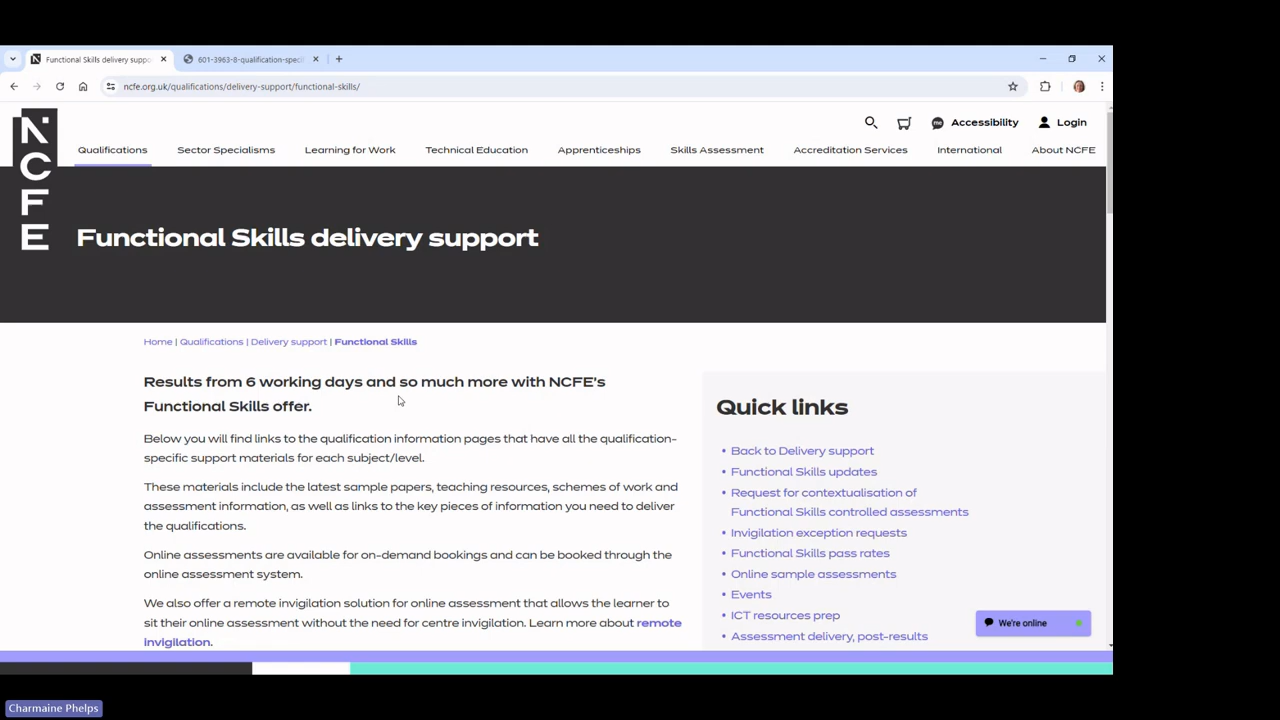 Functional Skills delivery suppo
601-3963-8-qualification-speci
ncfe.org.uk/qualifications/delivery-support/functional-skills/
NCFE
Accessibility
Login
Qualifications
Sector Specialisms
Learning for Work
Technical Education
Apprenticeships
Skills Assessment
Accreditation Services
International
About NCFE
Functional Skills delivery support
Home | Qualifications | Delivery support | Functional Skills
Results from 6 working days and so much more with NCFE's
Functional Skills offer.
Below you will find links to the qualification information pages that have all the qualification-
specific support materials for each subject/level.
These materials include the latest sample papers, teaching resources, schemes of work and
assessment information, as well as links to the key pieces of information you need to deliver
the qualifications.
Online assessments are available for on-demand bookings and can be booked through the
online assessment system.
We also offer a remote invigilation solution for online assessment that allows the learner to
sit their online assessment without the need for centre invigilation. Learn more about remote
invigilation.
Quick links
• Back to Delivery support
• Functional Skills updates
• Request for contextualisation of
Functional Skills controlled assessments
• Invigilation exception requests
• Functional Skills pass rates
• Online sample assessments
• Events
• ICT resources prep
• Assessment delivery, post-results
We're online
Charmaine Phelps